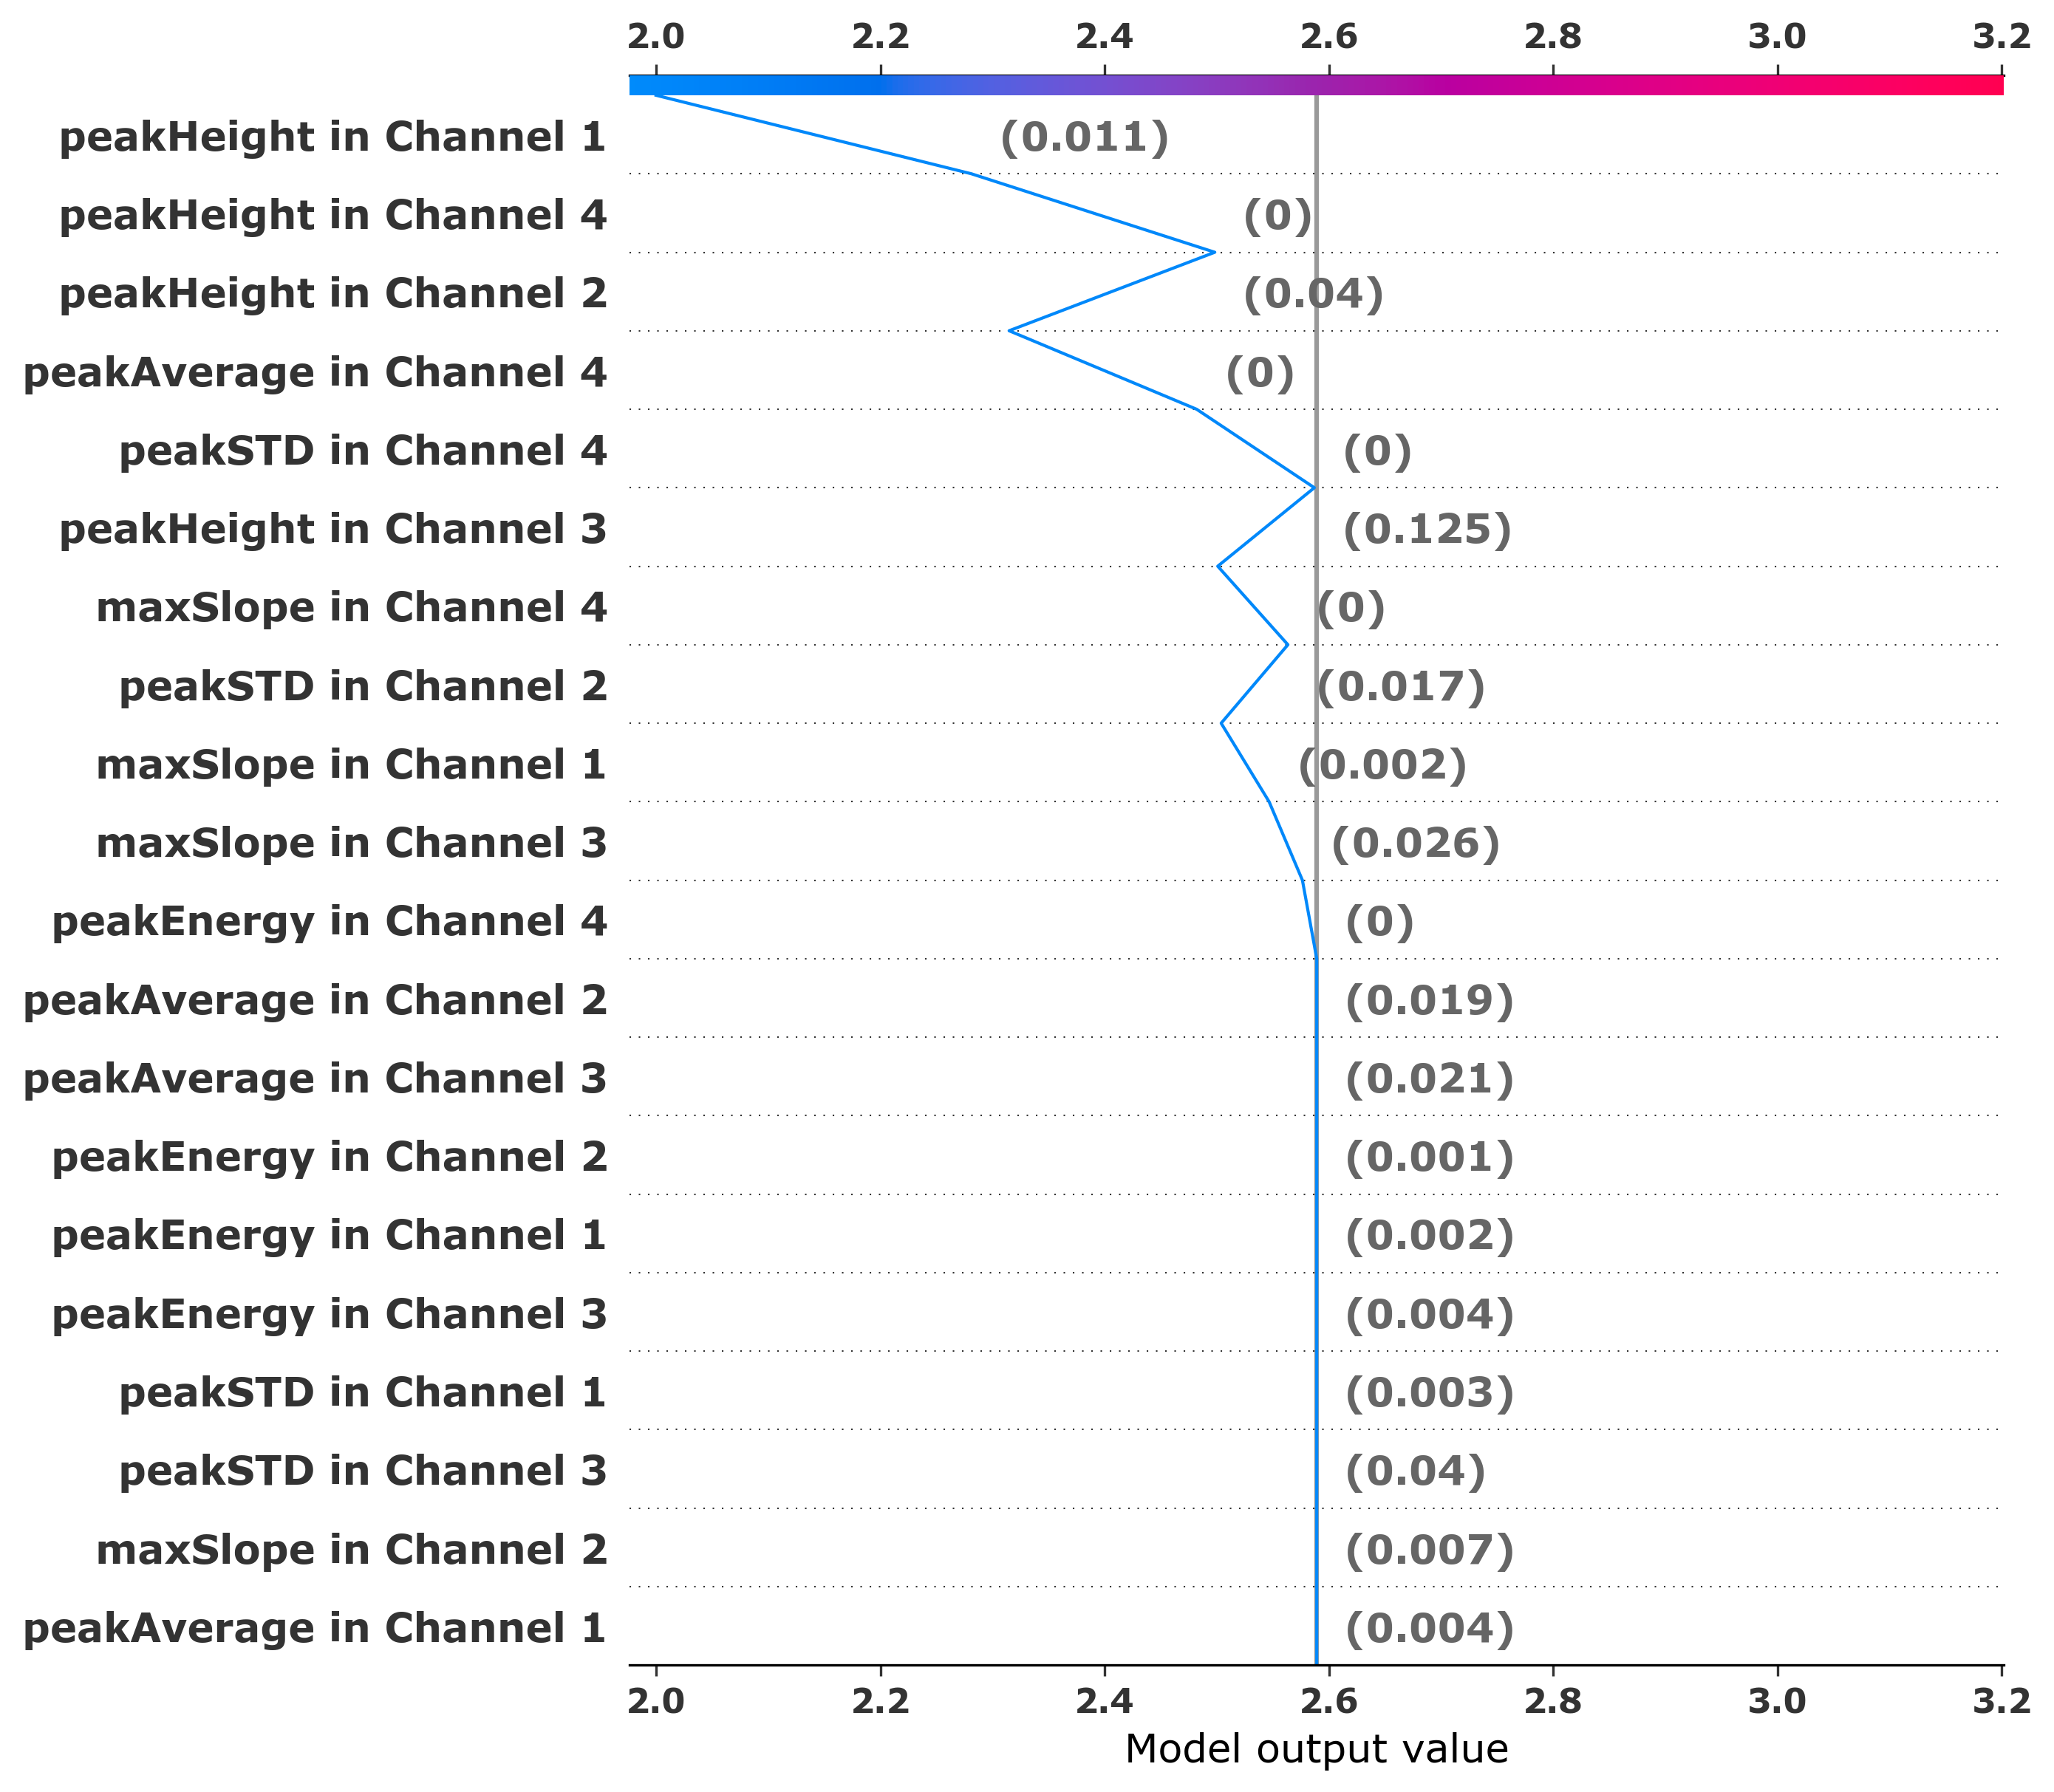 2.0 2.2 2.4 2.6 2.8 3.0 3.2
peakHeight in Channel 1 (0.011)
peakHeight in Channel 4 (0)
peakHeight in Channel 2 (0.04)
peakAverage in Channel 4 (0)
peakSTD in Channel 4 (0)
peakHeight in Channel 3 (0.125)
maxSlope in Channel 4 (0)
peakSTD in Channel 2 (0.017)
maxSlope in Channel 1 (0.002)
maxSlope in Channel 3 (0.026)
peakEnergy in Channel 4 (0)
peakAverage in Channel 2 (0.019)
peakAverage in Channel 3 (0.021)
peakEnergy in Channel 2 (0.001)
peakEnergy in Channel 1 (0.002)
peakEnergy in Channel 3 (0.004)
peakSTD in Channel 1 (0.003)
peakSTD in Channel 3 (0.04)
maxSlope in Channel 2 (0.007)
peakAverage in Channel 1 (0.004)
2.0 2.2 2.4 2.6 2.8 3.0 3.2
Model output value